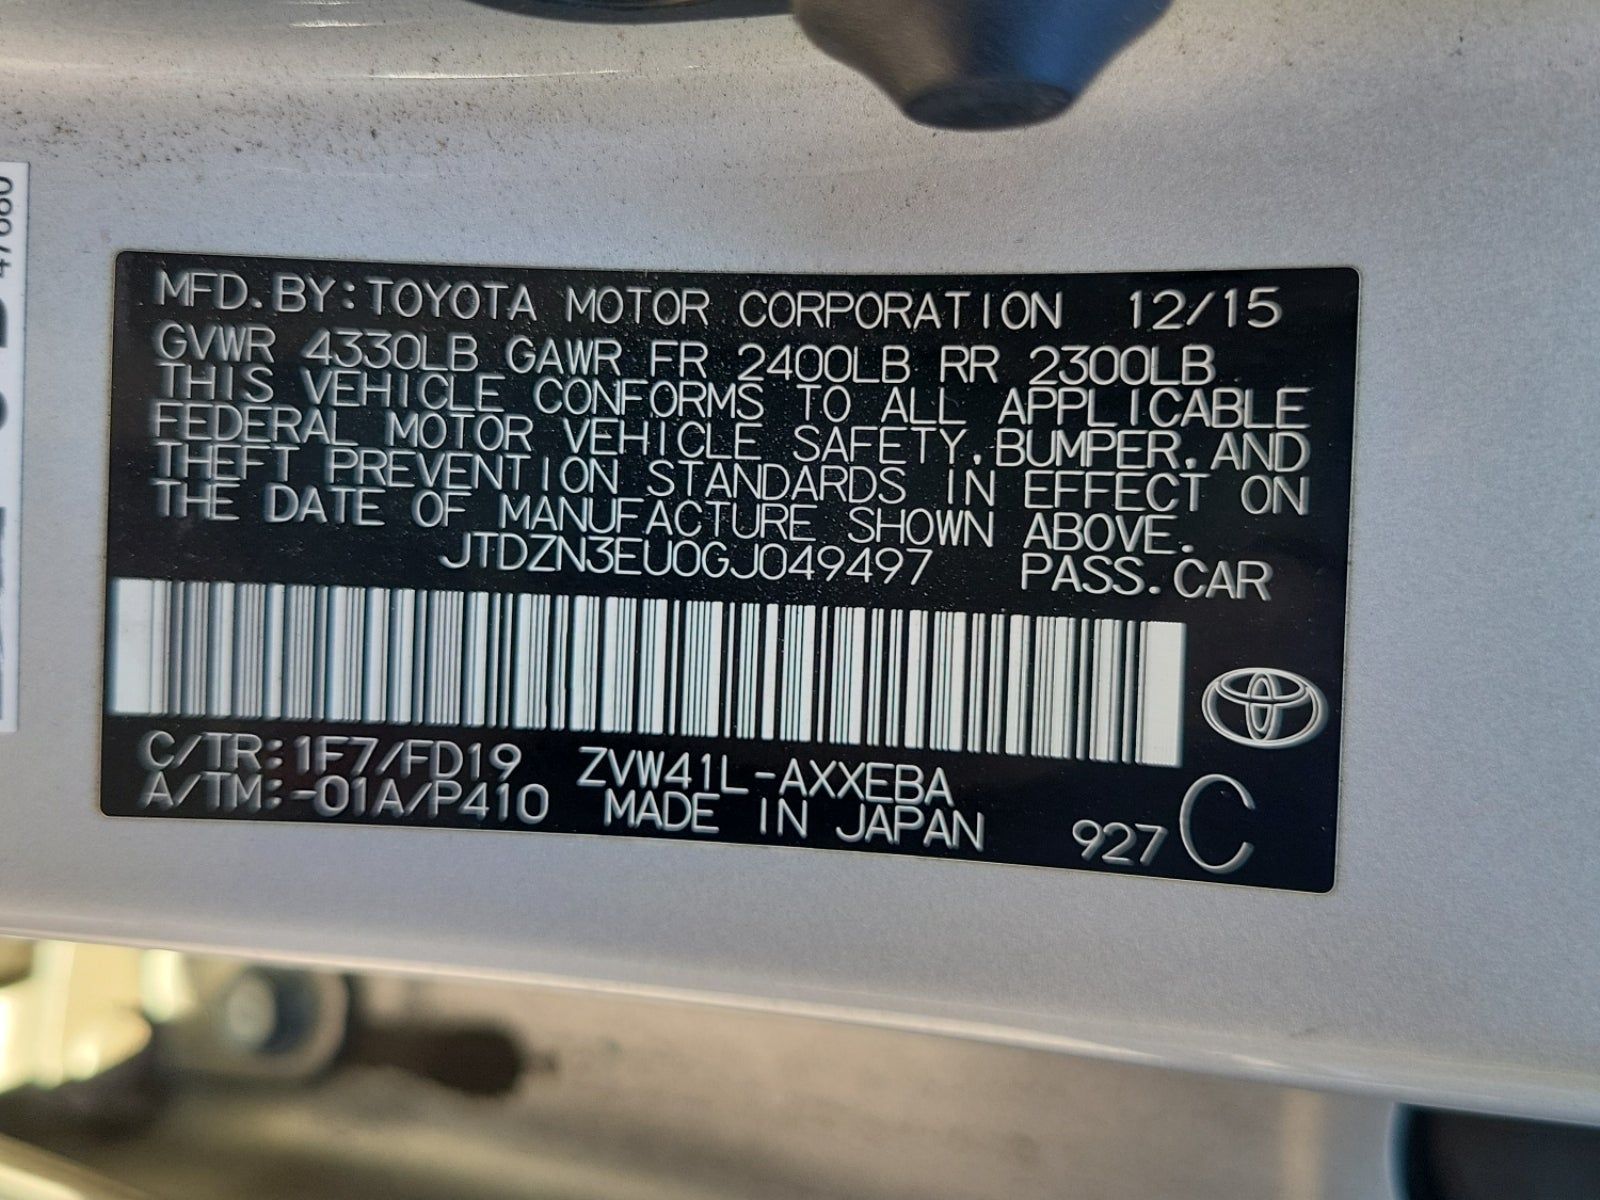 MFD.BY:TOYOTA MOTOR CORPORATION 12/15
GVWR 4330LB GAWR FR 2400LB RR 2300LB
THIS VEHICLE CONFORMS TO ALL APPLICABLE
FEDERAL MOTOR VEHICLE SAFETY,BUMPER,AND
THEFT PREVENTION STANDARDS IN EFFECT ON
THE DATE OF MANUFACTURE SHOWN ABOVE.
JTDZN3EU0GJ049497 PASS.CAR
C/TR:1F7/FD19 ZVW41L-AXXEBA
A/TM:-01A/P410 MADE IN JAPAN 927 C